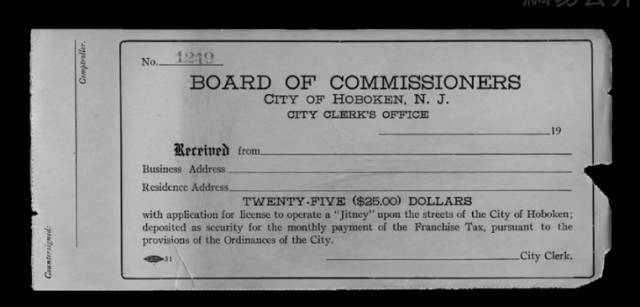 No. 1249
BOARD OF COMMISSIONERS
CITY OF HOBOKEN, N. J.
CITY CLERK'S OFFICE
19
Received from
Business Address
Residence Address
TWENTY-FIVE ($25.00) DOLLARS
with application for license to operate a "Jitney" upon the streets of the City of Hoboken;
deposited as security for the monthly payment of the Franchise Tax, pursuant to the
provisions of the Ordinances of the City.
31
City Clerk.
Countersigned:
Comptroller.